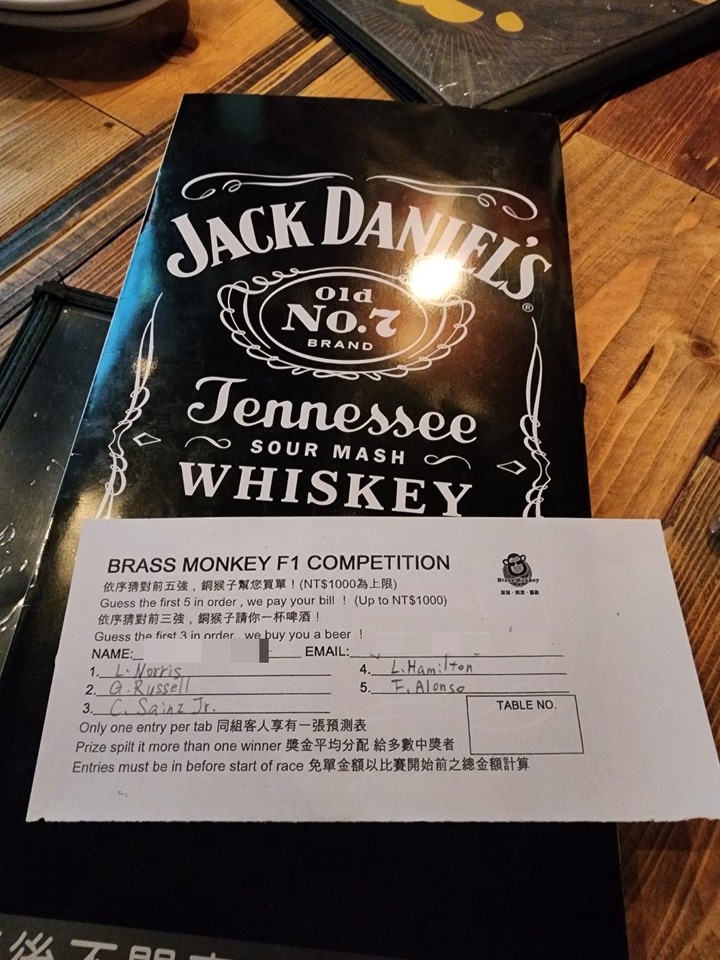 JACK DANIEL'S
Old
No.7
BRAND
Tennessee
SOUR MASH
WHISKEY
BRASS MONKEY F1 COMPETITION
依序猜對前五強，銅猴子幫您買單！(NT$1000為上限)
Guess the first 5 in order , we pay your bill ！ (Up to NT$1000)
依序猜對前三強，銅猴子請你一杯啤酒！
Guess the first 3 in order , we buy you a beer ！
Brass Monkey
NAME: EMAIL:
1. L. Norris 4. L. Hamilton
2. G. Russell 5. F. Alonso
3. C. Sainz Jr. TABLE NO.
Only one entry per tab 同組客人享有一張預測表
Prize spilt it more than one winner 獎金平均分配 給多數中獎者
Entries must be in before start of race 免單金額以比賽開始前之總金額計算
後不開